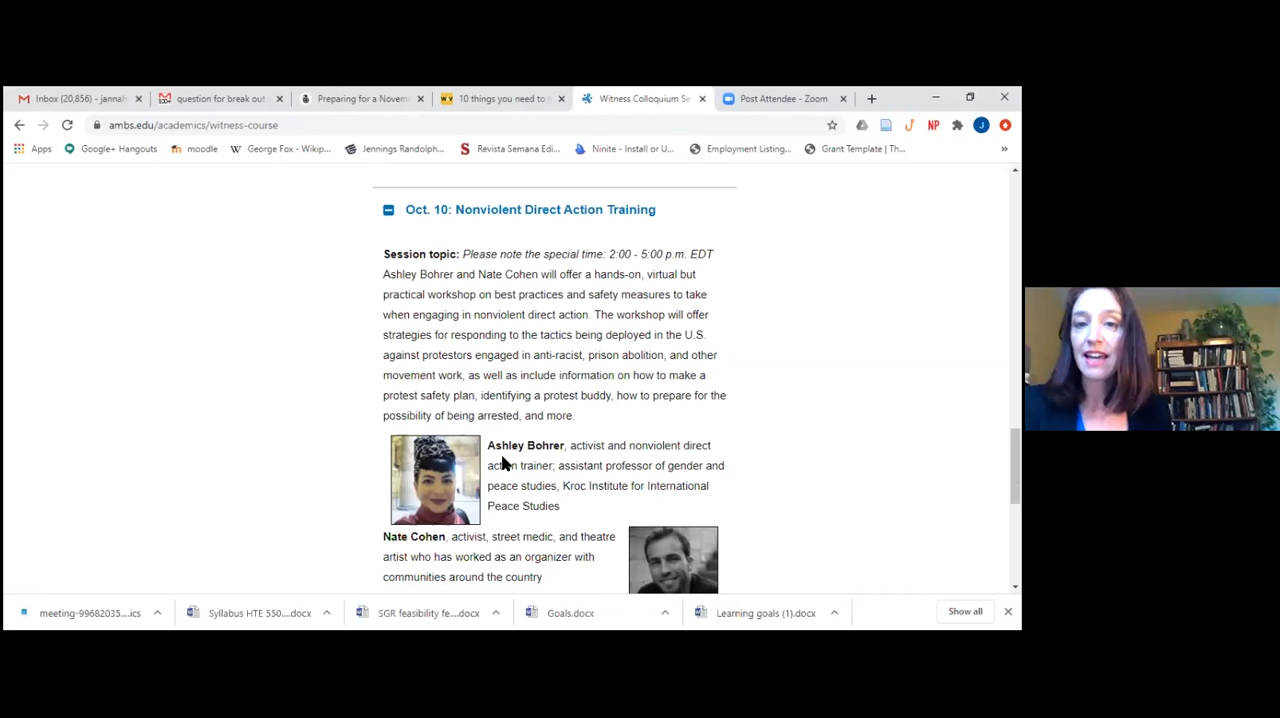 Inbox (20,856) - jannah
question for break out
Preparing for a Novem
10 things you need to
Witness Colloquium Se
Post Attendee - Zoom
ambs.edu/academics/witness-course
NP
J
Apps
Google+ Hangouts
moodle
George Fox - Wikip...
Jennings Randolph...
Revista Semana Edi...
Ninite - Install or U...
Employment Listing...
Grant Template | Th...
»
Oct. 10: Nonviolent Direct Action Training
Session topic: Please note the special time: 2:00 - 5:00 p.m. EDT
Ashley Bohrer and Nate Cohen will offer a hands-on, virtual but
practical workshop on best practices and safety measures to take
when engaging in nonviolent direct action. The workshop will offer
strategies for responding to the tactics being deployed in the U.S.
against protestors engaged in anti-racist, prison abolition, and other
movement work, as well as include information on how to make a
protest safety plan, identifying a protest buddy, how to prepare for the
possibility of being arrested, and more.
Ashley Bohrer, activist and nonviolent direct
action trainer; assistant professor of gender and
peace studies, Kroc Institute for International
Peace Studies
Nate Cohen, activist, street medic, and theatre
artist who has worked as an organizer with
communities around the country
meeting-99682035....ics
Syllabus HTE 550....docx
SGR feasibility fe....docx
Goals.docx
Learning goals (1).docx
Show all